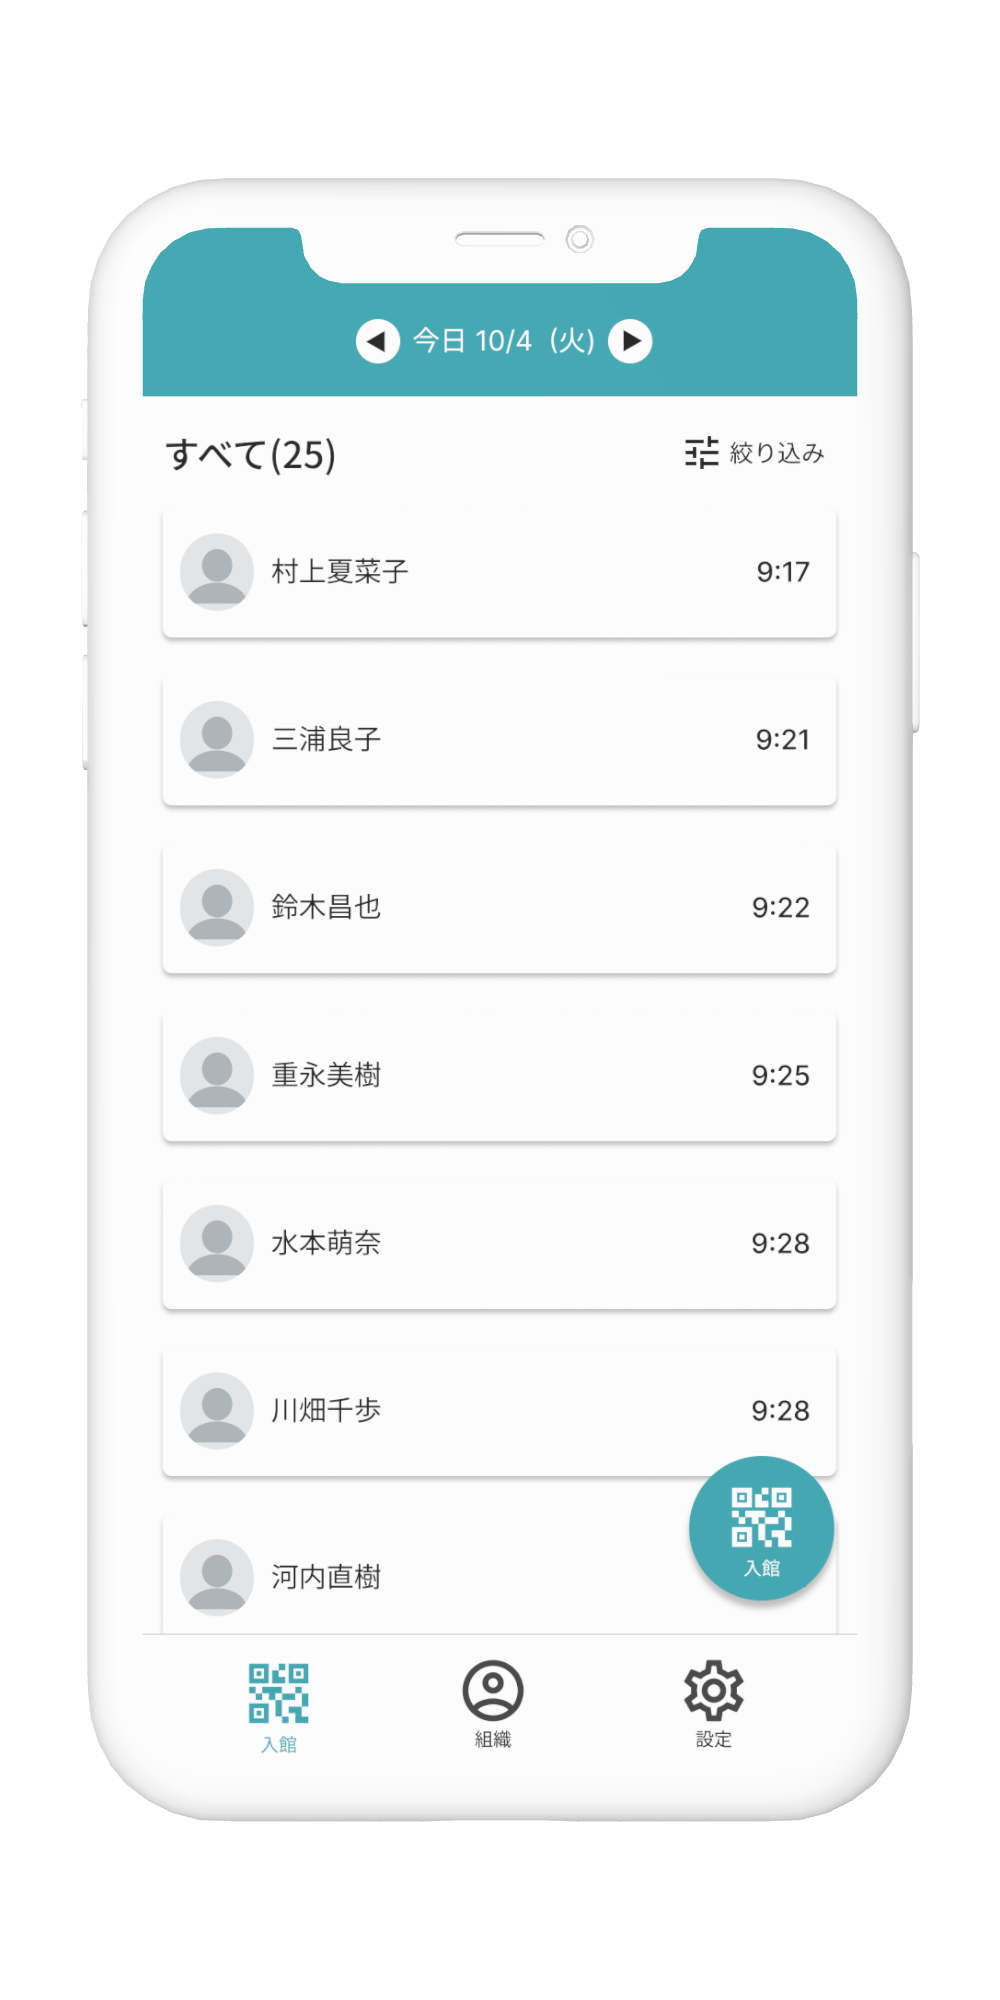 今日 10/4（火）
すべて(25)
絞り込み
村上夏菜子 9:17
三浦良子 9:21
鈴木昌也 9:22
重永美樹 9:25
水本萌奈 9:28
川畑千歩 9:28
河内直樹
入館
入館
組織
設定